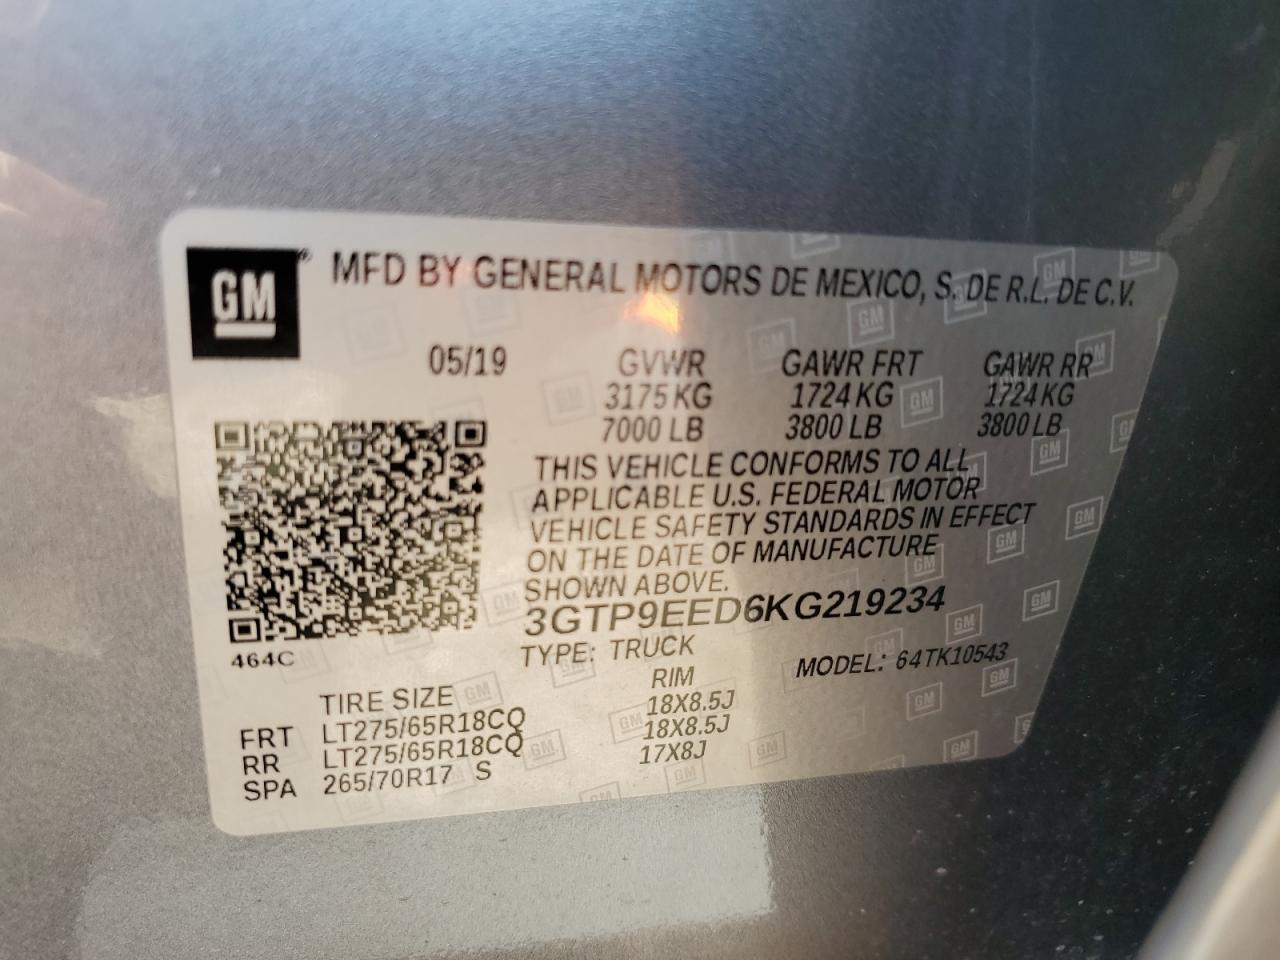 GM® MFD BY GENERAL MOTORS DE MEXICO, S. DE R.L. DE C.V.
05/19 GVWR GAWR FRT GAWR RR
3175 KG 1724 KG 1724 KG
7000 LB 3800 LB 3800 LB
THIS VEHICLE CONFORMS TO ALL
APPLICABLE U.S. FEDERAL MOTOR
VEHICLE SAFETY STANDARDS IN EFFECT
ON THE DATE OF MANUFACTURE
SHOWN ABOVE.
3GTP9EED6KG219234
464C
TYPE: TRUCK MODEL: 64TK10543
TIRE SIZE RIM
FRT LT275/65R18CQ 18X8.5J
RR LT275/65R18CQ 18X8.5J
SPA 265/70R17 S 17X8J